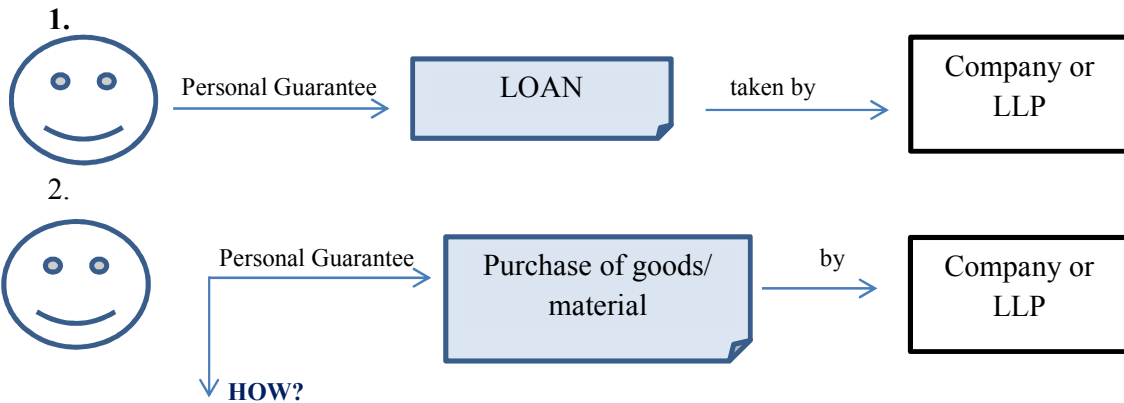 1.
Personal Guarantee
LOAN
taken by
Company or
LLP
2.
Personal Guarantee
Purchase of goods/
material
by
Company or
LLP
HOW?